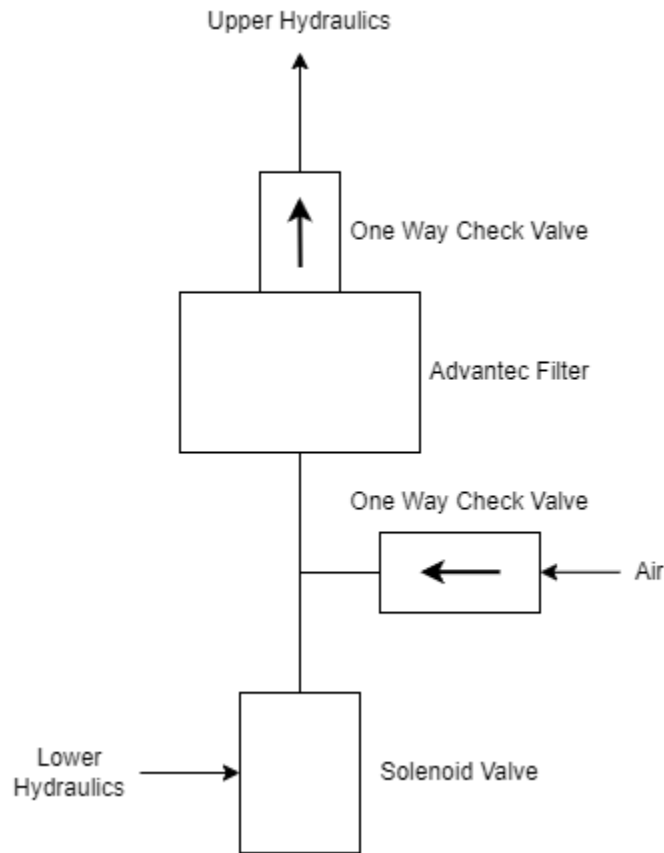 Upper Hydraulics
One Way Check Valve
Advantec Filter
One Way Check Valve
Air
Lower
Hydraulics
Solenoid Valve